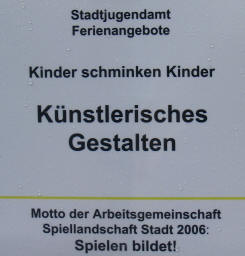 Stadtjugendamt
Ferienangebote
Kinder schminken Kinder
Künstlerisches
Gestalten
Motto der Arbeitsgemeinschaft
Spiellandschaft Stadt 2006:
Spielen bildet!